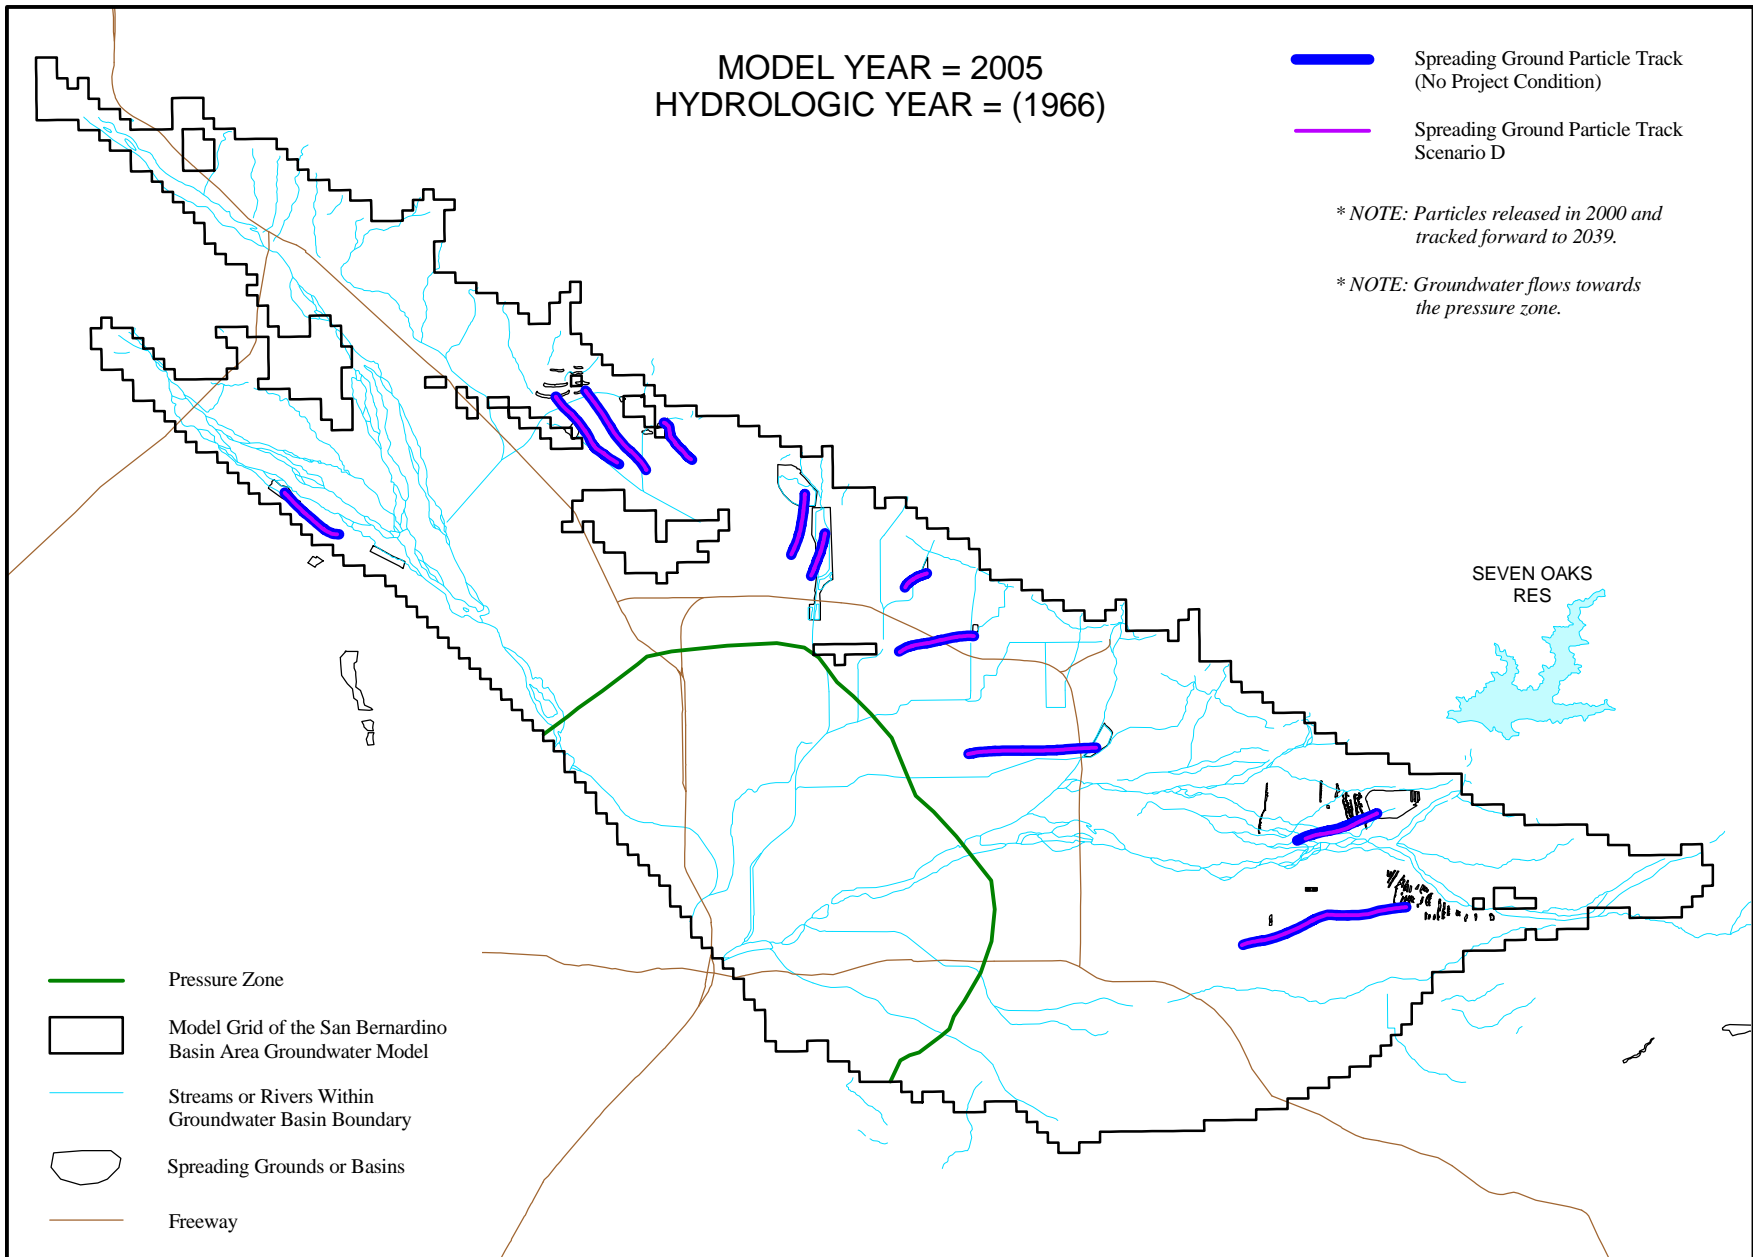 MODEL YEAR = 2005
HYDROLOGIC YEAR = (1966)
Spreading Ground Particle Track
(No Project Condition)
Spreading Ground Particle Track
Scenario D
* NOTE: Particles released in 2000 and
tracked forward to 2039.
* NOTE: Groundwater flows towards
the pressure zone.
SEVEN OAKS
RES
Pressure Zone
Model Grid of the San Bernardino
Basin Area Groundwater Model
Streams or Rivers Within
Groundwater Basin Boundary
Spreading Grounds or Basins
Freeway